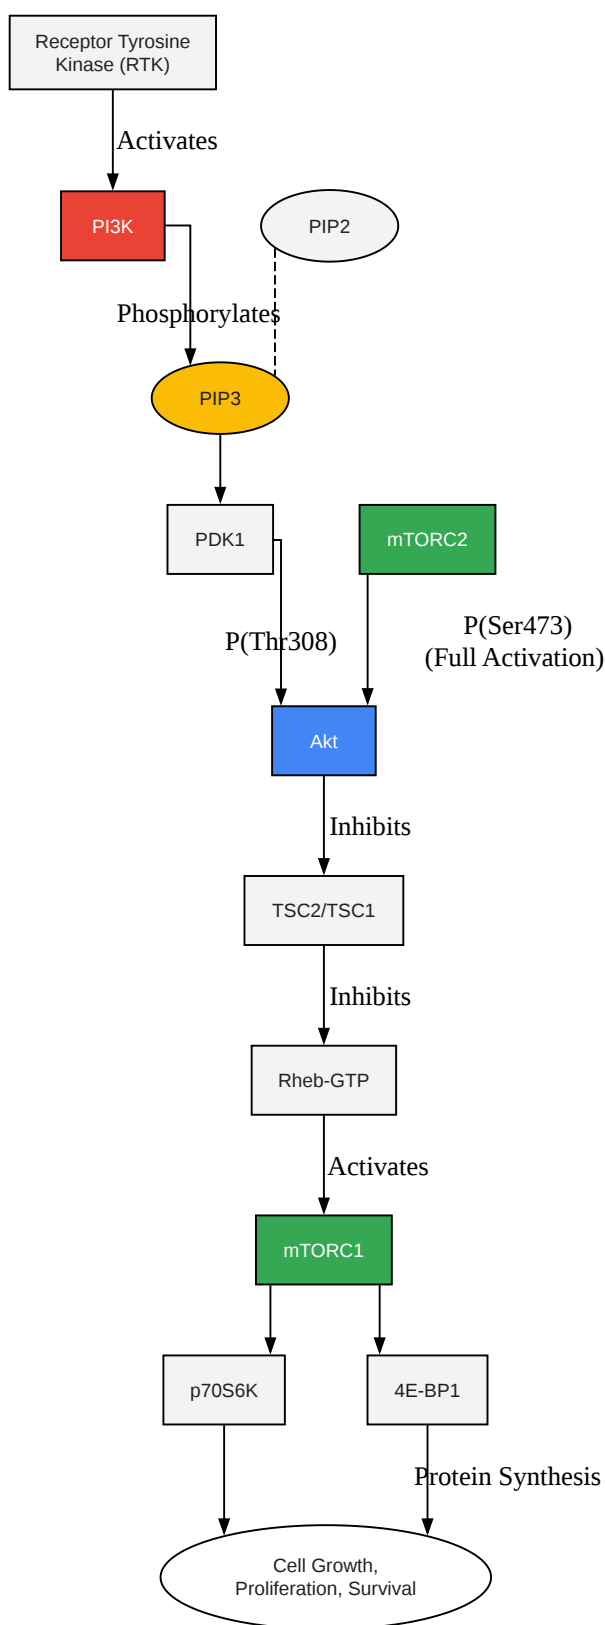 Receptor Tyrosine
Kinase (RTK)
Activates
PI3K
PIP2
Phosphorylates
PIP3
PDK1
mTORC2
P(Thr308)
P(Ser473)
(Full Activation)
Akt
Inhibits
TSC2/TSC1
Inhibits
Rheb-GTP
Activates
mTORC1
p70S6K
4E-BP1
Protein Synthesis
Cell Growth,
Proliferation, Survival